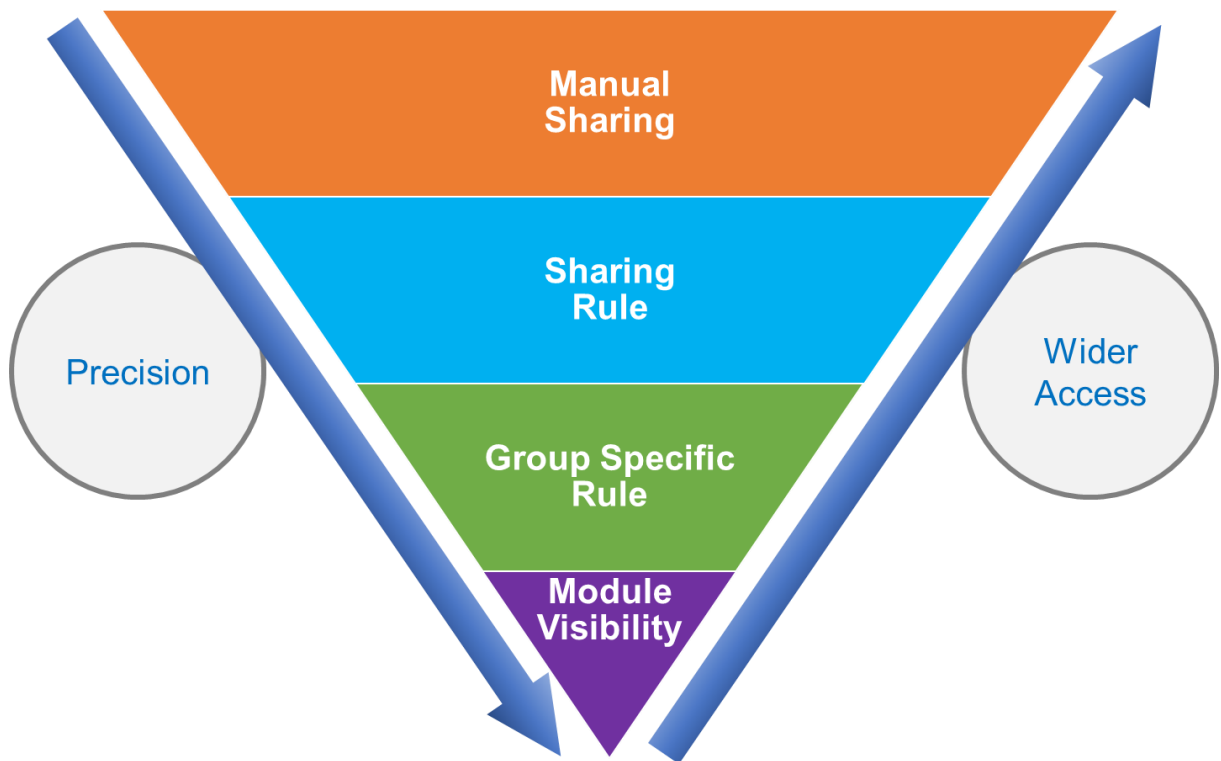 Manual
Sharing
Sharing
Rule
Precision
Wider
Access
Group Specific
Rule
Module
Visibility